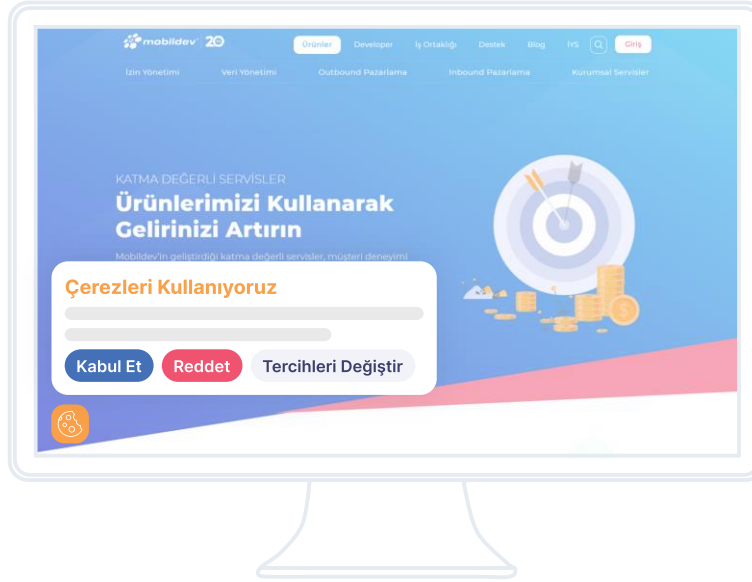 mobildev 20
Ürünler Developer İş Ortaklığı Destek Blog İYS Giriş
İzin Yönetimi Veri Yönetimi Outbound Pazarlama Inbound Pazarlama Kurumsal Servisler
KATMA DEĞERLİ SERVİSLER
Ürünlerimizi Kullanarak
Gelirinizi Artırın
Mobildev'in geliştirdiği katma değerli servisler, müşteri deneyimi
Çerezleri Kullanıyoruz
Kabul Et Reddet Tercihleri Değiştir